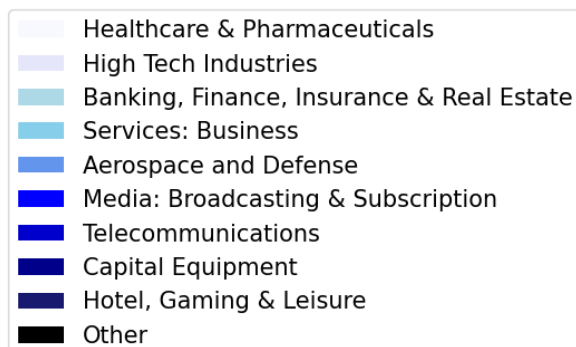 Healthcare & Pharmaceuticals
High Tech Industries
Banking, Finance, Insurance & Real Estate
Services: Business
Aerospace and Defense
Media: Broadcasting & Subscription
Telecommunications
Capital Equipment
Hotel, Gaming & Leisure
Other